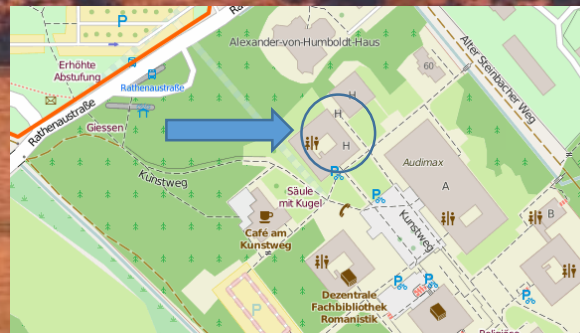 P
Rathenaustraße
Alexander-von-Humboldt-Haus
Alter Steinbacher Weg
Erhöhte
Abstufung
60
H
H
H
Rathenaustraße
Giessen
Kunstweg
P
P
Audimax
A
Säule
mit Kugel
Café am
Kunstweg
Kunstweg
B
P
P
P
P
Dezentrale
Fachbibliothek
Romanistik